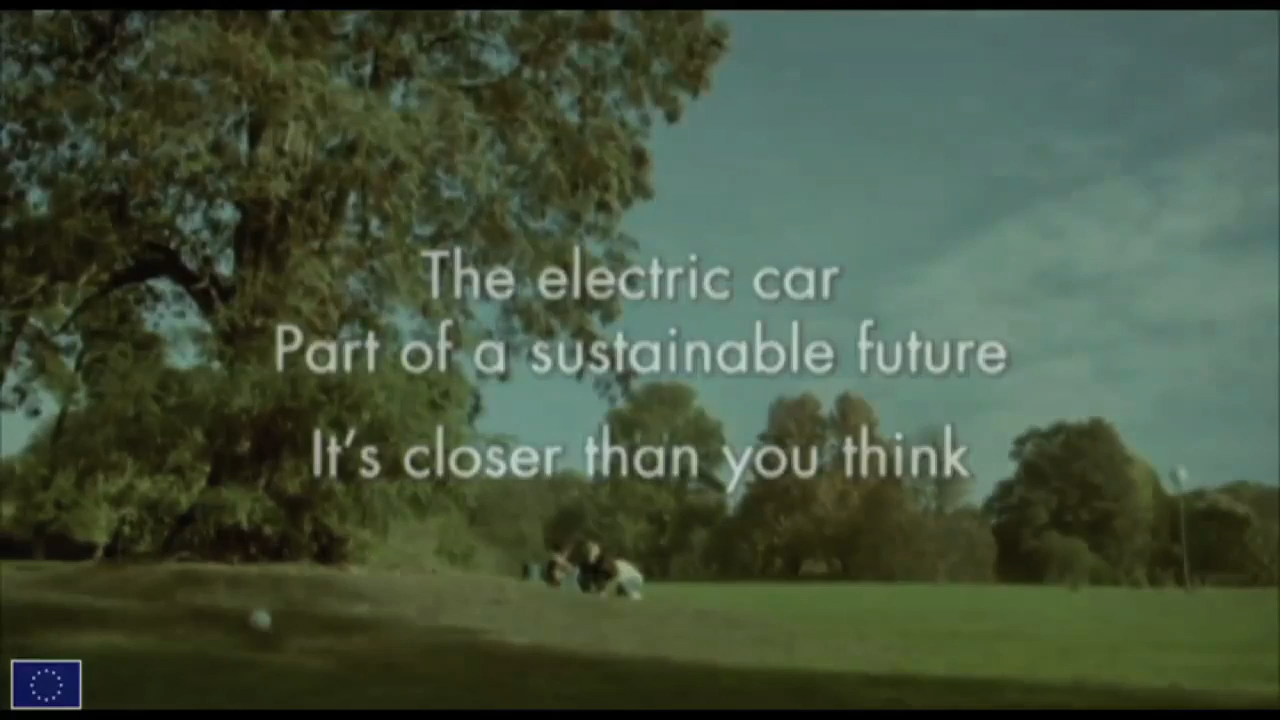 The electric car
Part of a sustainable future
It's closer than you think